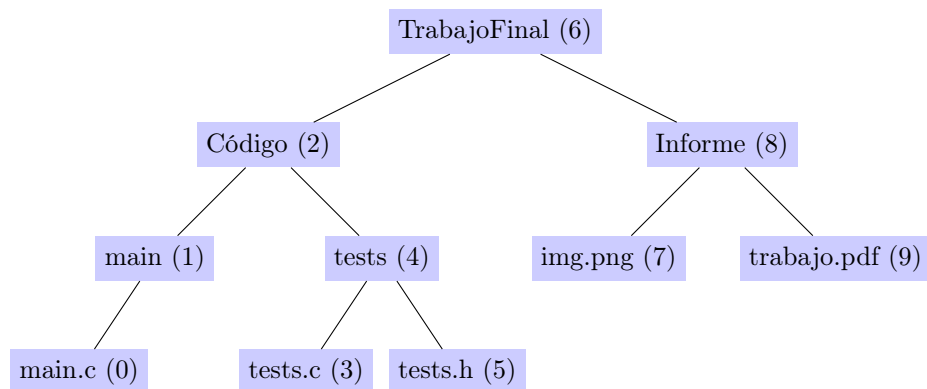 TrabajoFinal (6)
Código (2)
Informe (8)
main (1)
tests (4)
img.png (7)
trabajo.pdf (9)
main.c (0)
tests.c (3)
tests.h (5)